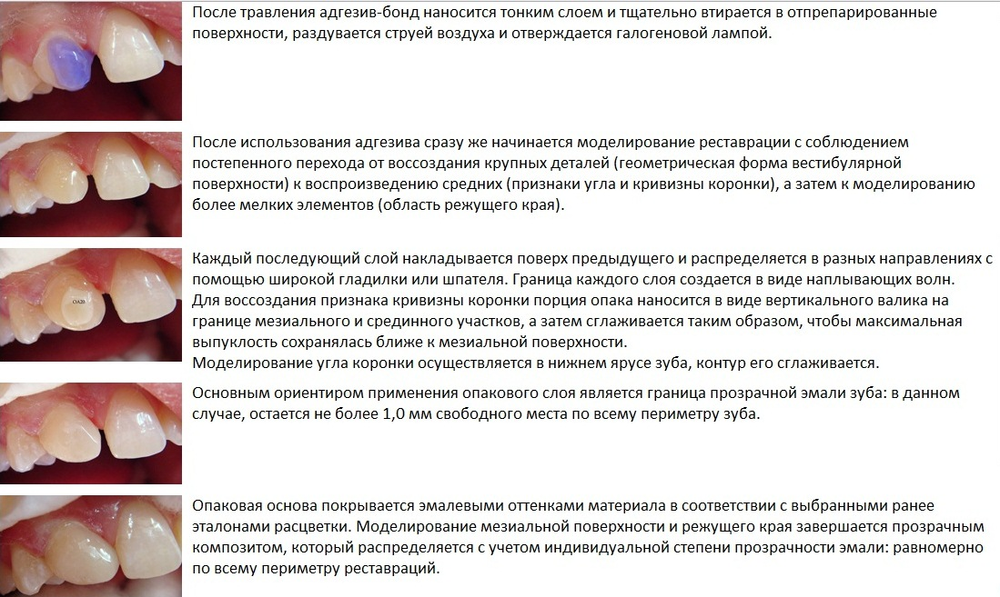 После травления адгезив-бонд наносится тонким слоем и тщательно втирается в отпрепарированные
поверхности, раздувается струей воздуха и отверждается галогеновой лампой.
После использования адгезива сразу же начинается моделирование реставрации с соблюдением
постепенного перехода от воссоздания крупных деталей (геометрическая форма вестибулярной
поверхности) к воспроизведению средних (признаки угла и кривизны коронки), а затем к моделированию
более мелких элементов (область режущего края).
Каждый последующий слой накладывается поверх предыдущего и распределяется в разных направлениях с
помощью широкой гладилки или шпателя. Граница каждого слоя создается в виде наплывающих волн.
Для воссоздания признака кривизны коронки порция опака наносится в виде вертикального валика на
границе мезиального и срединного участков, а затем сглаживается таким образом, чтобы максимальная
выпуклость сохранялась ближе к мезиальной поверхности.
Моделирование угла коронки осуществляется в нижнем ярусе зуба, контур его сглаживается.
Основным ориентиром применения опакового слоя является граница прозрачной эмали зуба: в данном
случае, остается не более 1,0 мм свободного места по всему периметру зуба.
Опаковая основа покрывается эмалевыми оттенками материала в соответствии с выбранными ранее
эталонами расцветки. Моделирование мезиальной поверхности и режущего края завершается прозрачным
композитом, который распределяется с учетом индивидуальной степени прозрачности эмали: равномерно
по всему периметру реставраций.